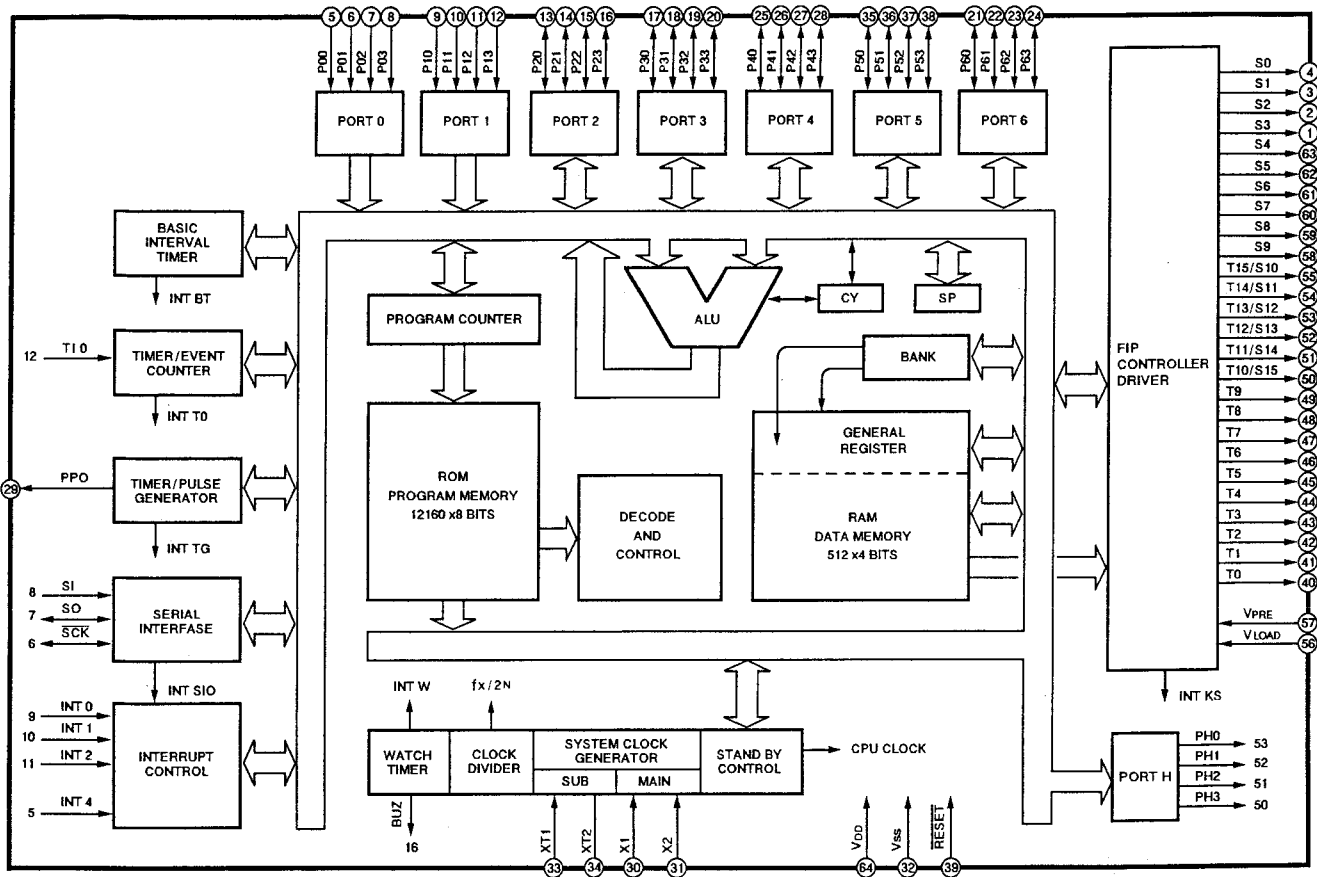 5 6 7 8 9 10 11 12 13 14 15 16 17 18 19 20 25 26 27 28 35 36 37 38 21 22 23 24
P00 P01 P02 P03 P10 P11 P12 P13 P20 P21 P22 P23 P30 P31 P32 P33 P40 P41 P42 P43 P50 P51 P52 P53 P60 P61 P62 P63
PORT 0
PORT 1
PORT 2
PORT 3
PORT 4
PORT 5
PORT 6
BASIC
INTERVAL
TIMER
INT BT
12 TI 0
TIMER/EVENT
COUNTER
INT T0
29 PPO
TIMER/PULSE
GENERATOR
INT TG
8 SI
7 SO
6 SCK
SERIAL
INTERFASE
INT SIO
9 INT 0
10 INT 1
11 INT 2
5 INT 4
INTERRUPT
CONTROL
PROGRAM COUNTER
ALU
CY
SP
BANK
ROM
PROGRAM MEMORY
12160 x8 BITS
DECODE
AND
CONTROL
GENERAL
REGISTER
RAM
DATA MEMORY
512 x4 BITS
INT W
fx/2N
WATCH
TIMER
CLOCK
DIVIDER
SYSTEM CLOCK
GENERATOR
SUB
MAIN
STAND BY
CONTROL
CPU CLOCK
BUZ
16
XT1 XT2 X1 X2
33 34 30 31
VDD VSS RESET
64 32 39
FIP
CONTROLLER
DRIVER
S0 4
S1 3
S2 2
S3 1
S4 63
S5 62
S6 61
S7 60
S8 59
S9 58
T15/S10 55
T14/S11 54
T13/S12 53
T12/S13 52
T11/S14 51
T10/S15 50
T9 49
T8 48
T7 47
T6 46
T5 45
T4 44
T3 43
T2 42
T1 41
T0 40
VPRE 57
VLOAD 56
INT KS
PORT H
PH0 53
PH1 52
PH2 51
PH3 50